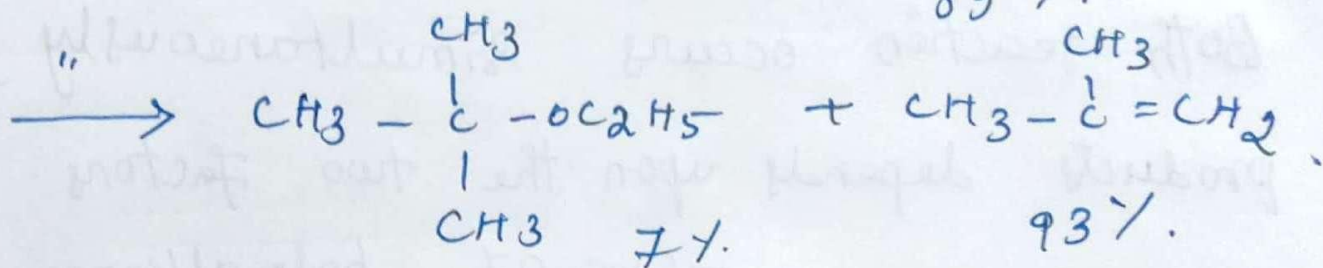 CH3 CH3
" → CH3 - C - OC2H5 + CH3 - C = CH2.
CH3 7%. 93%.